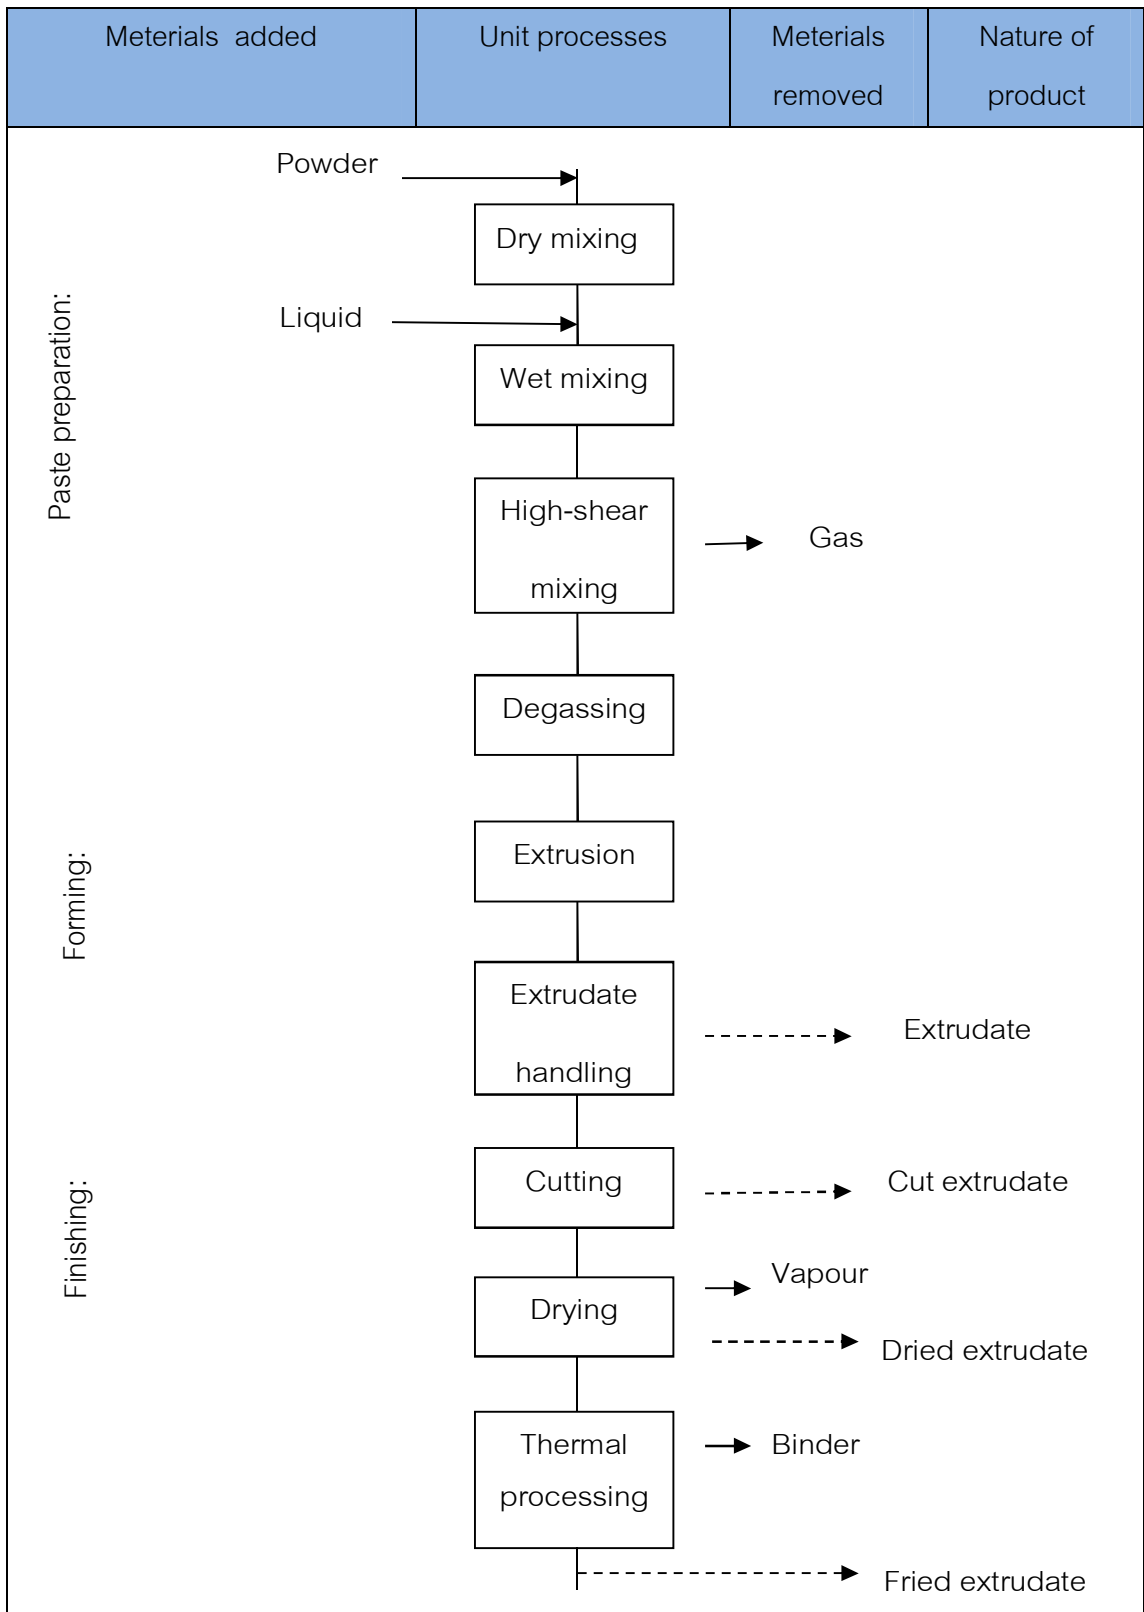 Meterials  added
Unit processes
Meterials
removed
Nature of
product
Paste preparation:
Powder
Dry mixing
Liquid
Wet mixing
High-shear
mixing
Gas
Degassing
Forming:
Extrusion
Extrudate
handling
Extrudate
Finishing:
Cutting
Cut extrudate
Drying
Vapour
Dried extrudate
Thermal
processing
Binder
Fried extrudate